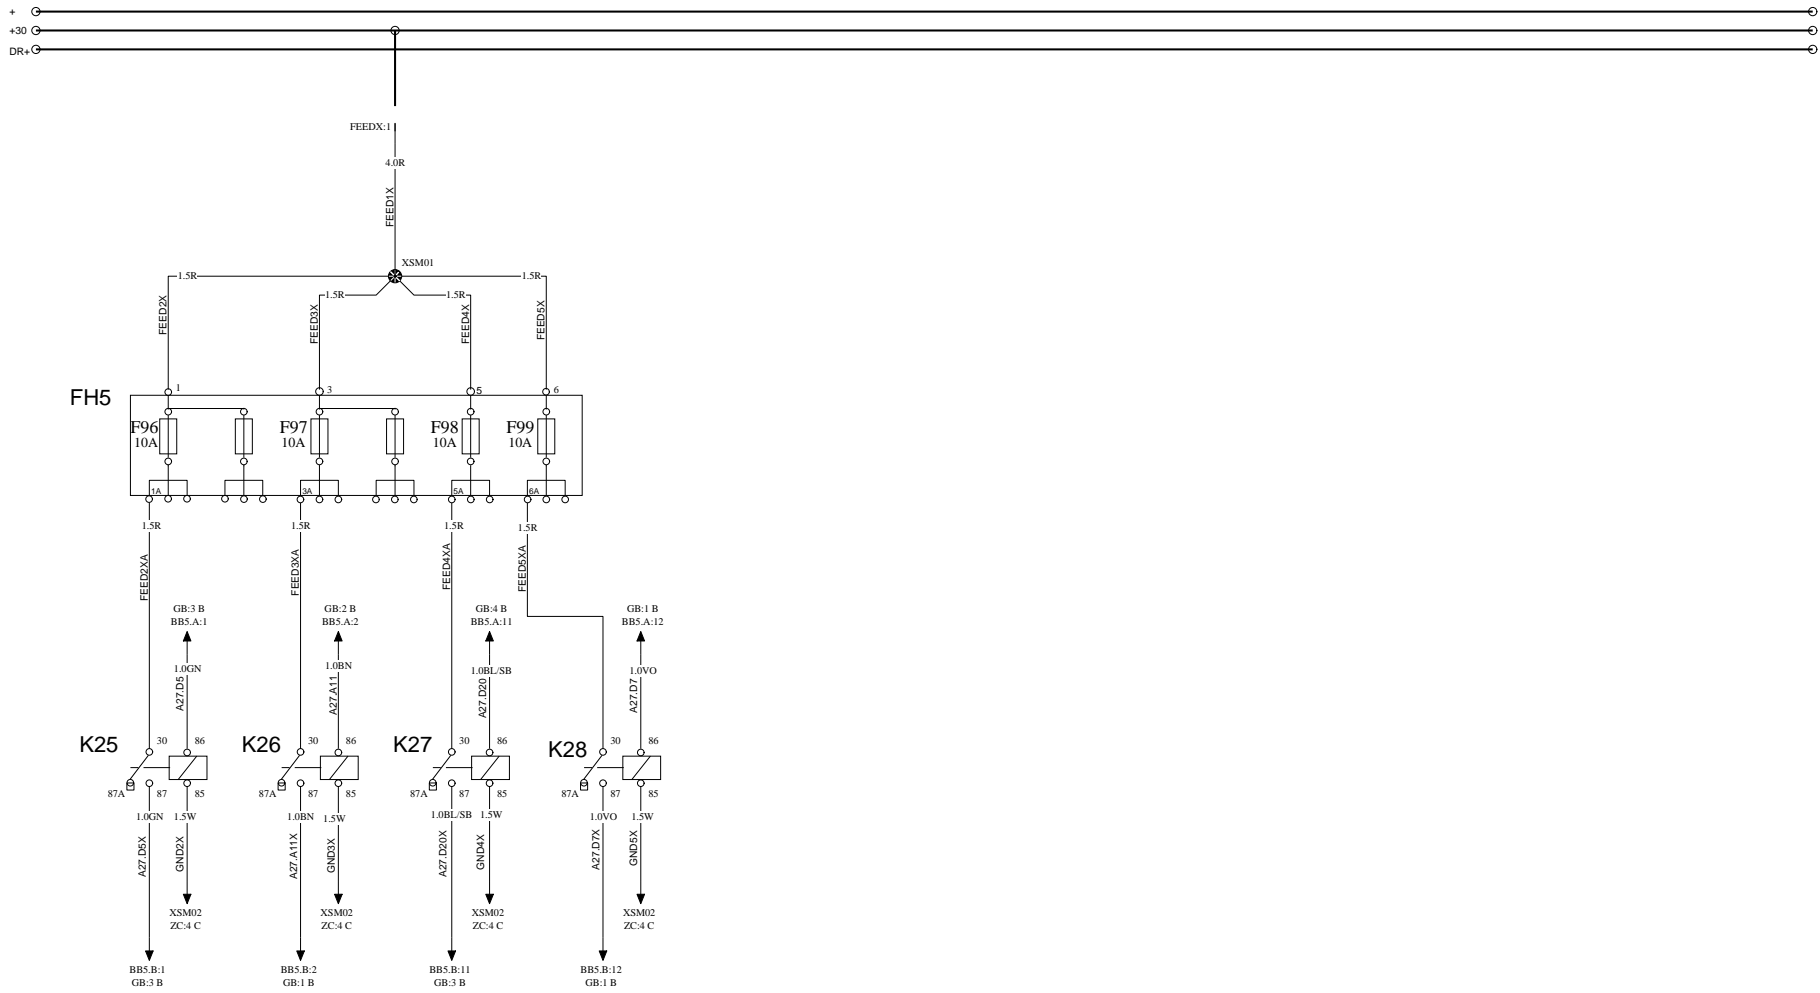 +
+30
DR+
FEEDX:1
4.0R
FEED1X
XSM01
1.5R 1.5R 1.5R 1.5R
FEED2X FEED3X FEED4X FEED5X
1 3 5 6
FH5
F96 F97 F98 F99
10A 10A 10A 10A
1A 3A 5A 6A
1.5R 1.5R 1.5R 1.5R
FEED2XA FEED3XA FEED4XA FEED5XA
GB:3 B GB:2 B GB:4 B GB:1 B
BB5.A:1 BB5.A:2 BB5.A:11 BB5.A:12
1.0GN 1.0BN 1.0BL/SB 1.0VO
A27.D5 A27.A11 A27.D20 A27.D7
K25 30 86 K26 30 86 K27 30 86 K28 30 86
87A 87 85 87A 87 85 87A 87 85 87A 87 85
1.0GN 1.5W 1.0BN 1.5W 1.0BL/SB 1.5W 1.0VO 1.5W
A27.D5X GND2X A27.A11X GND3X A27.D20X GND4X A27.D7X GND5X
XSM02 XSM02 XSM02 XSM02
ZC:4 C ZC:4 C ZC:4 C ZC:4 C
BB5.B:1 BB5.B:2 BB5.B:11 BB5.B:12
GB:3 B GB:1 B GB:3 B GB:1 B